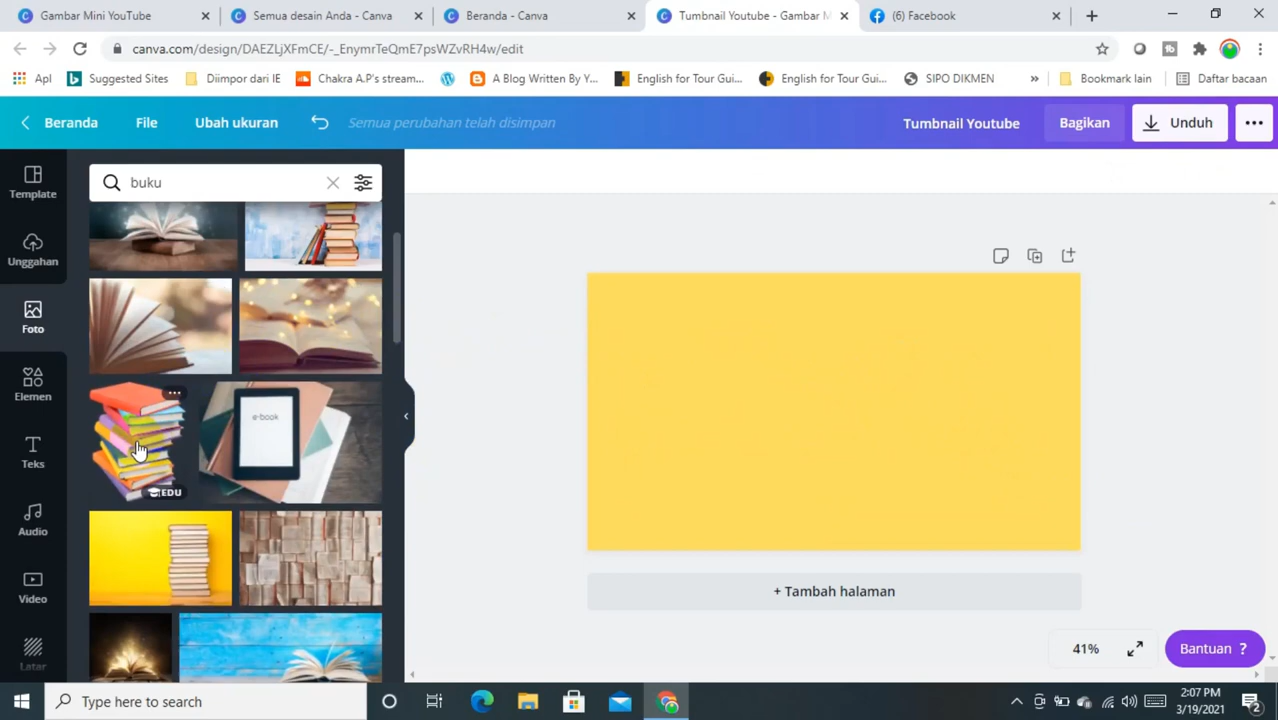 Gambar Mini YouTube
Semua desain Anda - Canva
Beranda - Canva
Tumbnail Youtube - Gambar M
(6) Facebook
canva.com/design/DAEZLjXFmCE/-_EnymrTeQmE7psWZvRH4w/edit
Apl
Suggested Sites
Diimpor dari IE
Chakra A.P's stream...
A Blog Written By Y...
English for Tour Gui...
English for Tour Gui...
SIPO DIKMEN
»
Bookmark lain
Daftar bacaan
Beranda
File
Ubah ukuran
Semua perubahan telah disimpan
Tumbnail Youtube
Bagikan
Unduh
Template
Unggahan
Foto
Elemen
Teks
Audio
Video
Latar
buku
e-book
EDU
+ Tambah halaman
41%
Bantuan ?
Type here to search
2:07 PM
3/19/2021
2